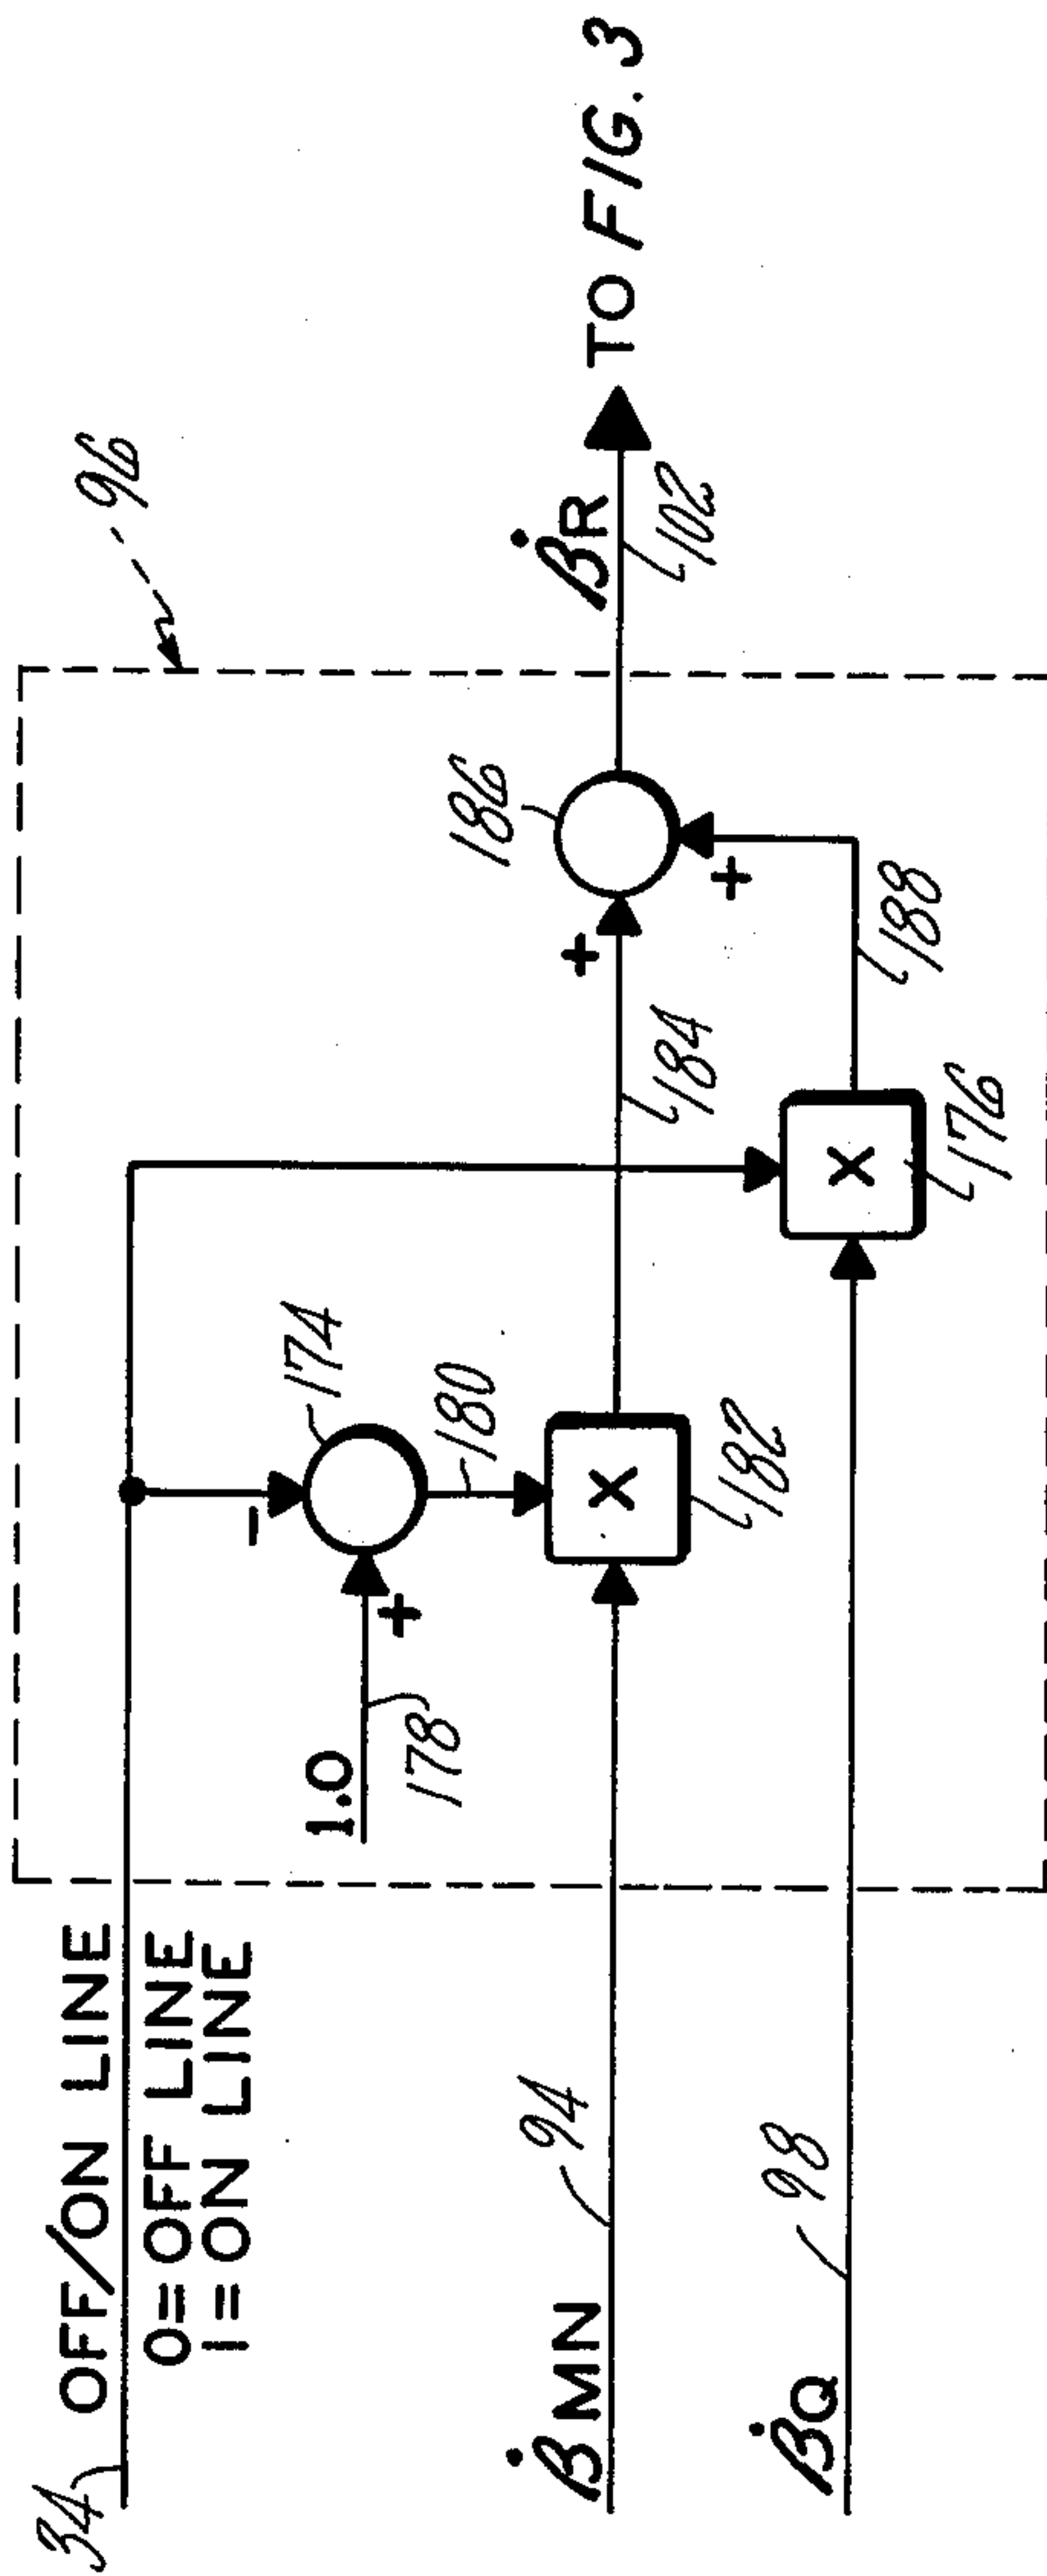 34
OFF/ON LINE
0=OFF LINE
1=ON LINE
96
1.0
178
+
-
174
180
β̇MN
94
X
182
184
+
186
β̇R
102
TO FIG. 3
β̇Q
98
X
176
188
+